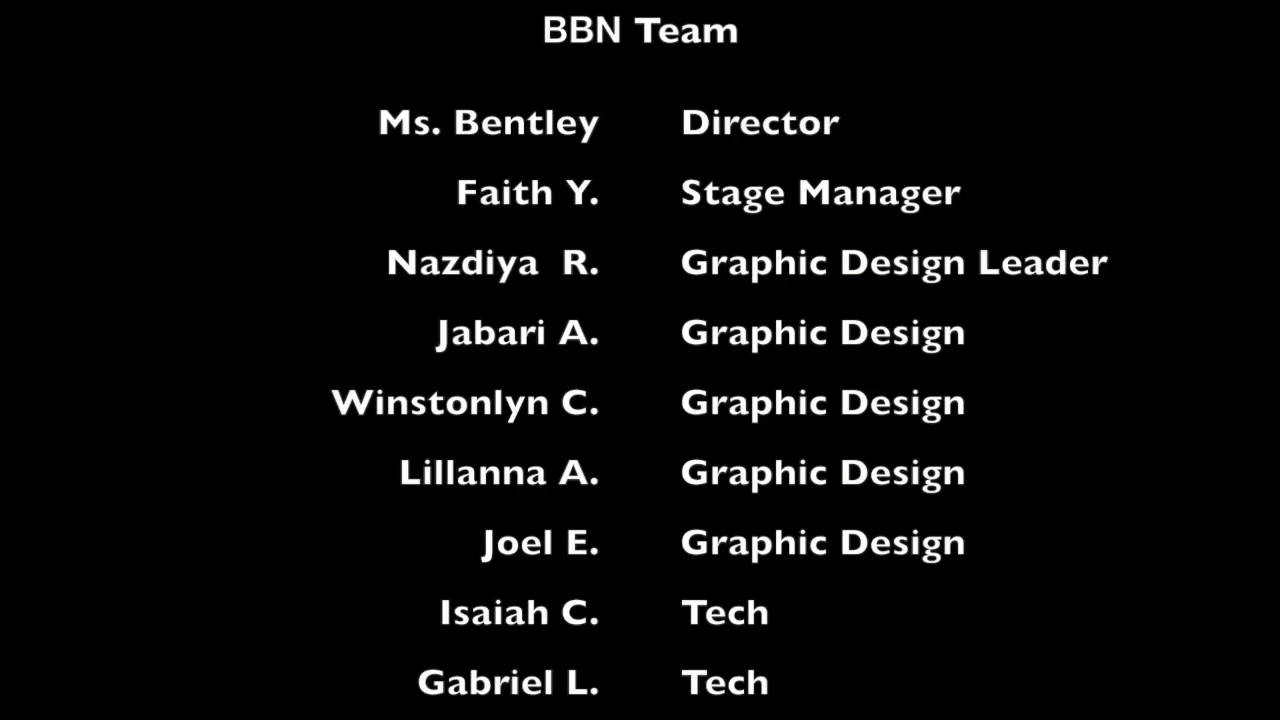 BBN Team
Ms. Bentley Director
Faith Y. Stage Manager
Nazdiya R. Graphic Design Leader
Jabari A. Graphic Design
Winstonlyn C. Graphic Design
Lillanna A. Graphic Design
Joel E. Graphic Design
Isaiah C. Tech
Gabriel L. Tech